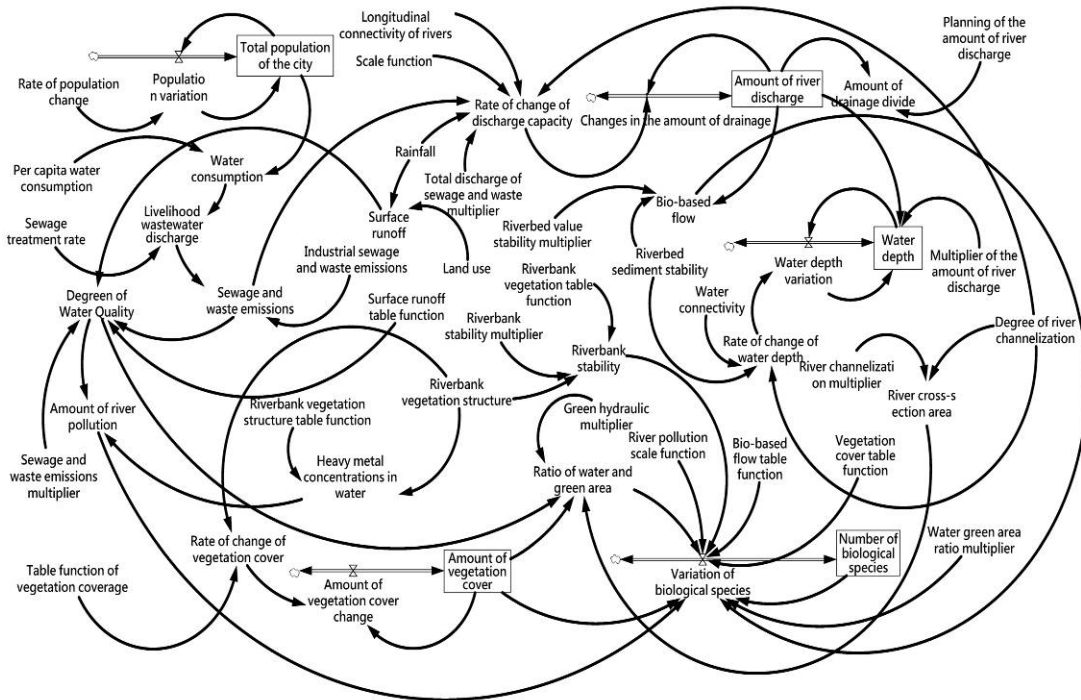 Longitudinal
connectivity of rivers
Planning of the
amount of river
discharge
Total population
of the city
Scale function
Rate of population
change
Populatio
n variation
Rate of change of
discharge capacity
Amount of river
discharge
Amount of
drainage divide
Changes in the amount of drainage
Per capita water
consumption
Water
consumption
Rainfall
Total discharge of
sewage and waste
multiplier
Sewage
treatment rate
Livelihood
wastewater
discharge
Surface
runoff
Bio-based
flow
Riverbed value
stability multiplier
Water
depth
Industrial sewage
and waste emissions
Land use
Riverbed
sediment stability
Water depth
variation
Multiplier of the
amount of river
discharge
Degreen of
Water Quality
Sewage and
waste emissions
Surface runoff
table function
Riverbank
vegetation table
function
Water
connectivity
Riverbank
stability multiplier
Degree of river
channelization
Riverbank
stability
Rate of change of
water depth
River channelizati
on multiplier
River cross-s
ection area
Amount of river
pollution
Riverbank vegetation
structure table function
Riverbank
vegetation structure
Green hydraulic
multiplier
River pollution
scale function
Bio-based
flow table
function
Vegetation
cover table
function
Sewage and
waste emissions
multiplier
Heavy metal
concentrations in
water
Ratio of water and
green area
Rate of change of
vegetation cover
Amount of
vegetation
cover
Number of
biological
species
Water green area
ratio multiplier
Table function of
vegetation coverage
Amount of
vegetation cover
change
Variation of
biological species